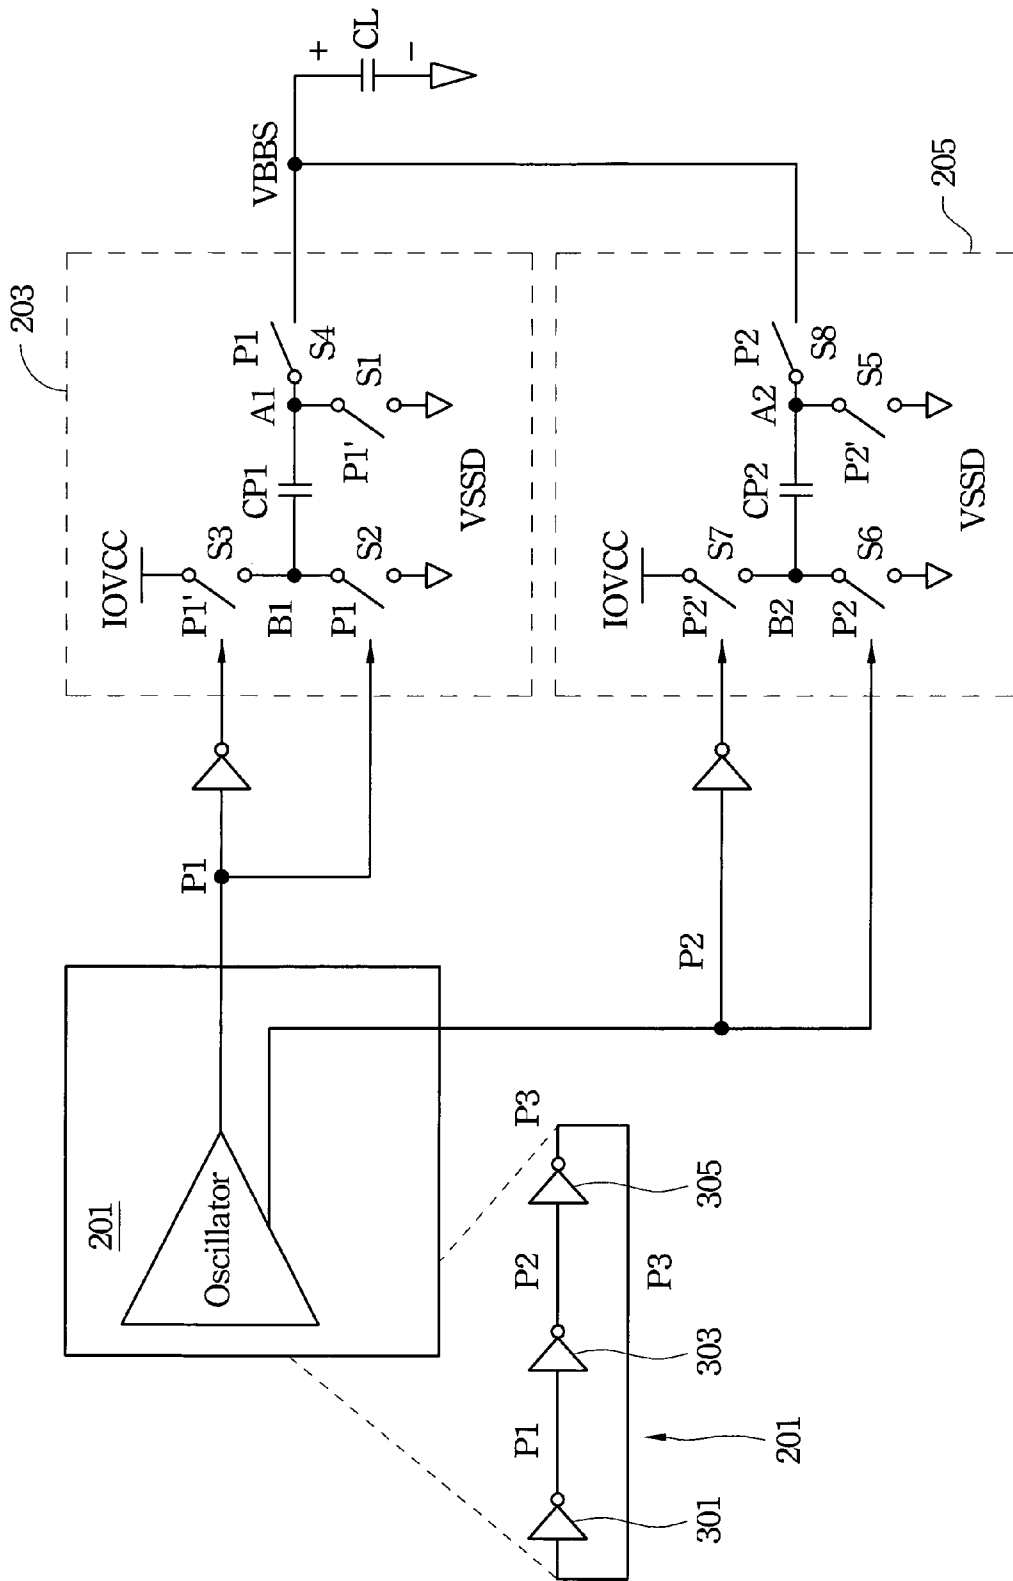 203
IOVCC
P1'
S3
CP1
A1
P1
S4
VBBS
+
CL
−
B1
P1
S2
P1'
S1
VSSD
P1
201
Oscillator
205
IOVCC
P2'
S7
CP2
A2
P2
S8
B2
P2
S6
P2'
S5
VSSD
P2
P1
P2
P3
301
303
305
P3
201